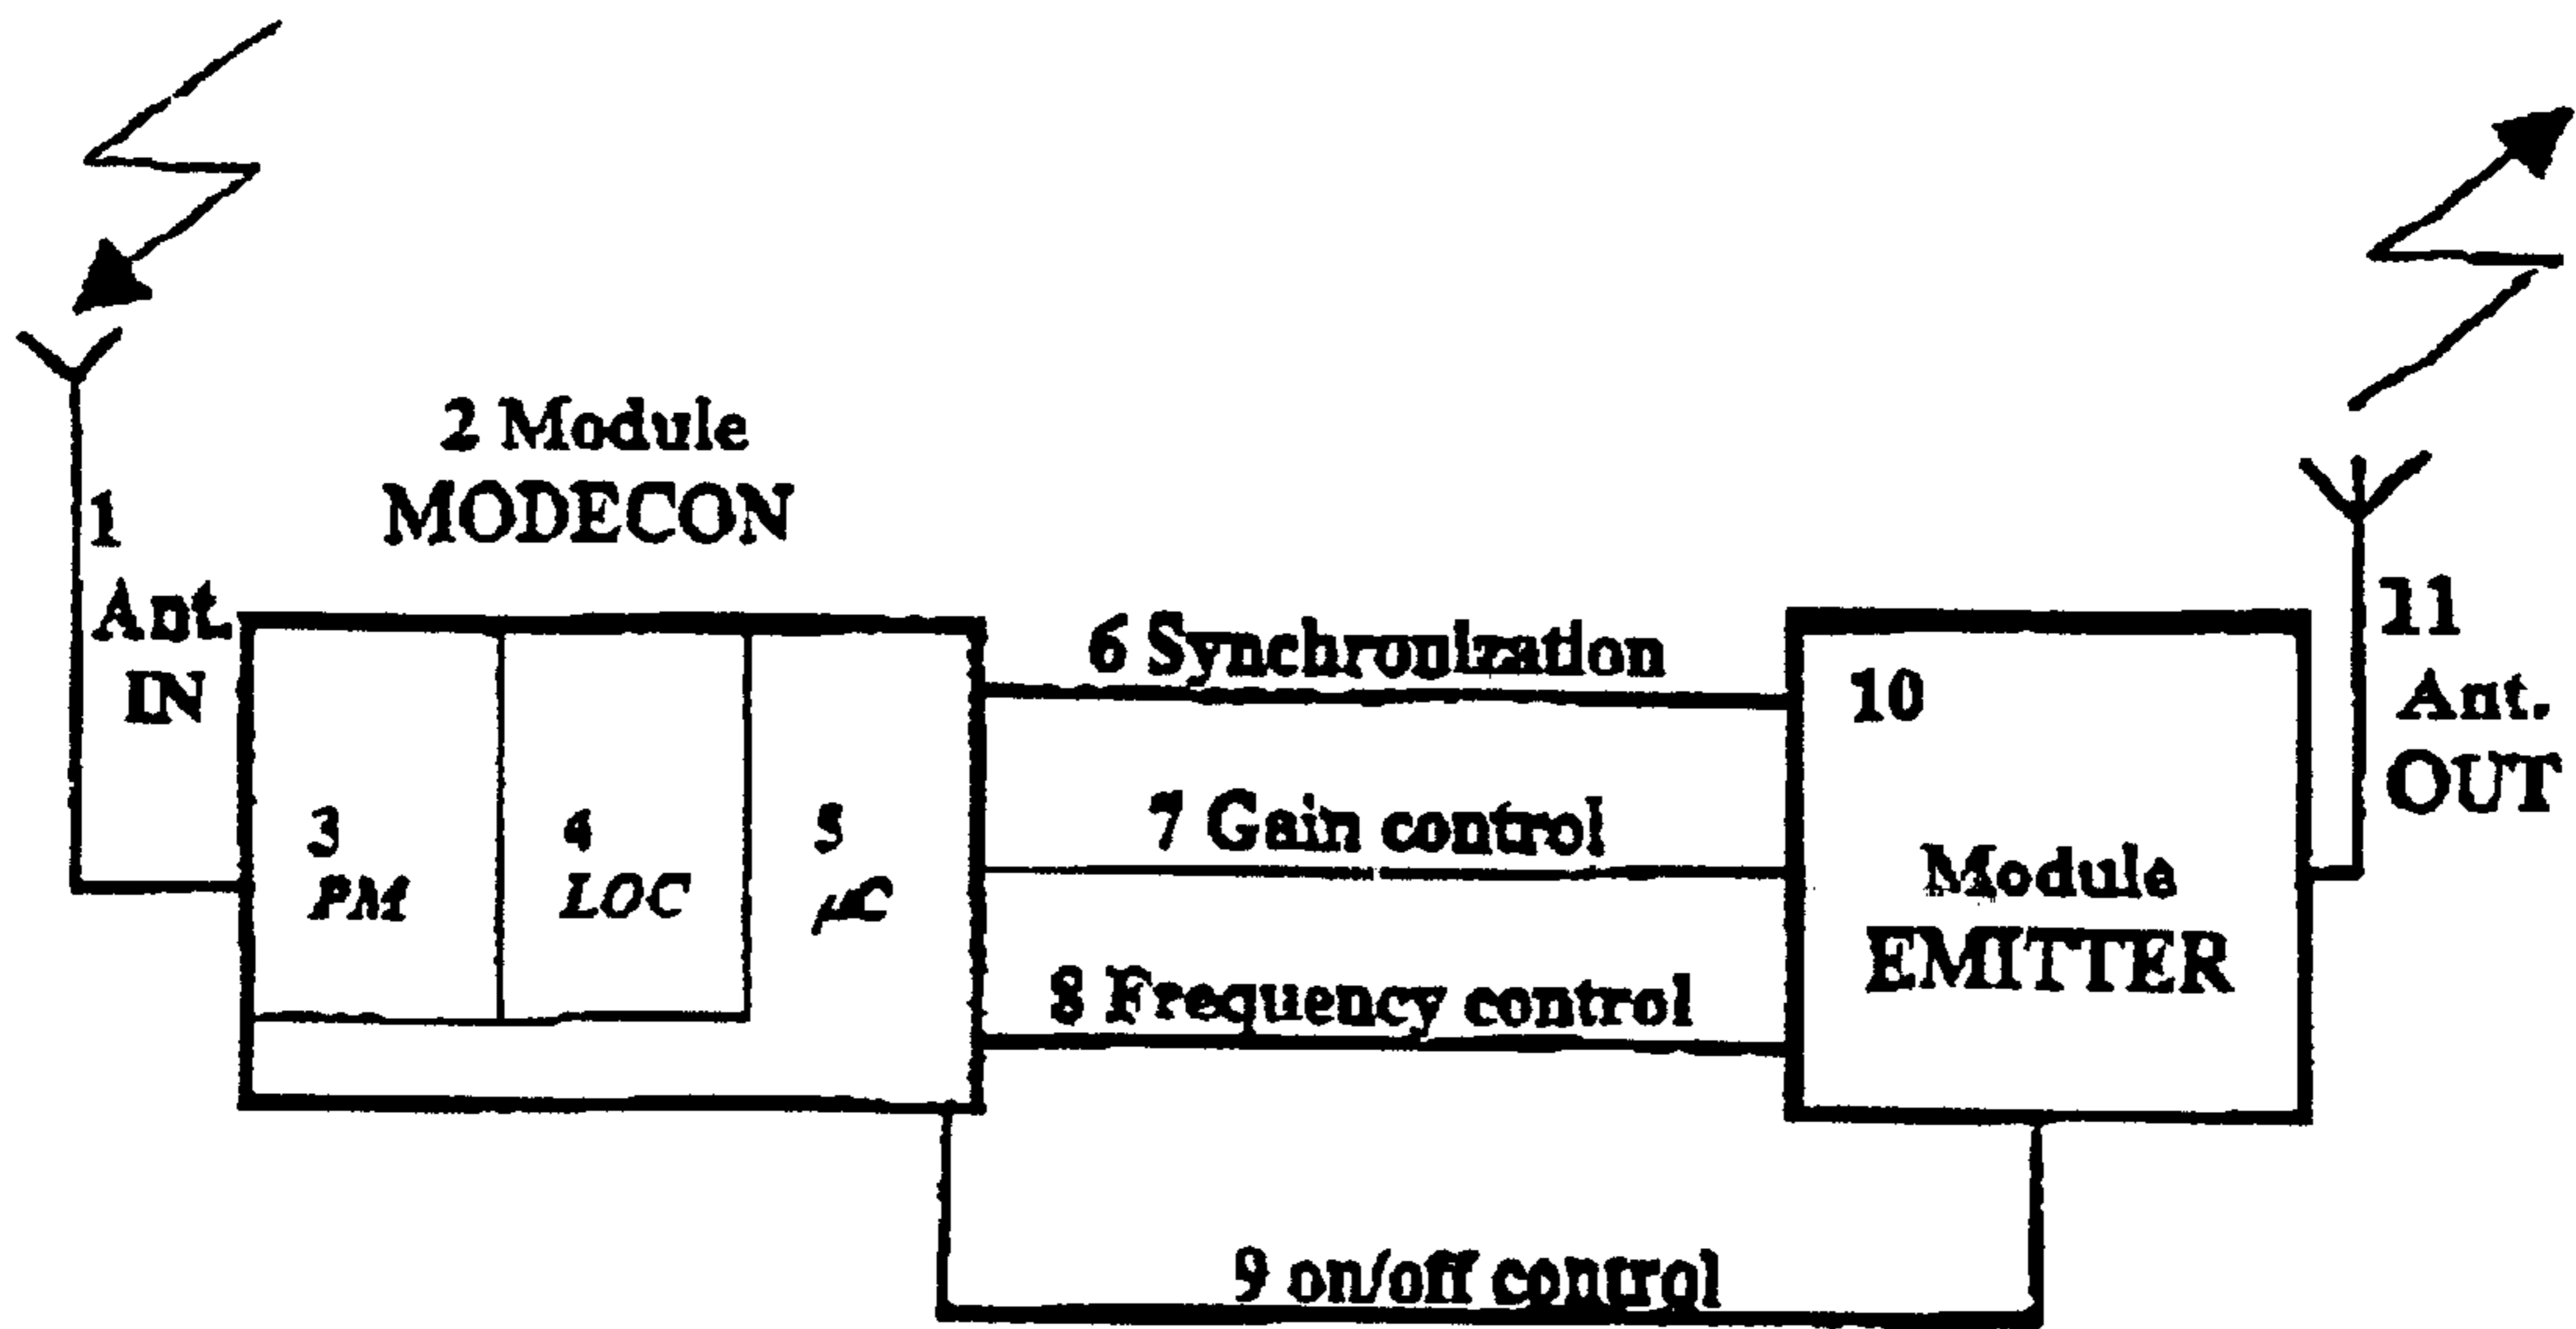 2 Module
MODECON
1
Ant.
IN
3
PM
4
LOC
5
μC
6 Synchronization
7 Gain control
8 Frequency control
9 on/off control
10
Module
EMITTER
11
Ant.
OUT